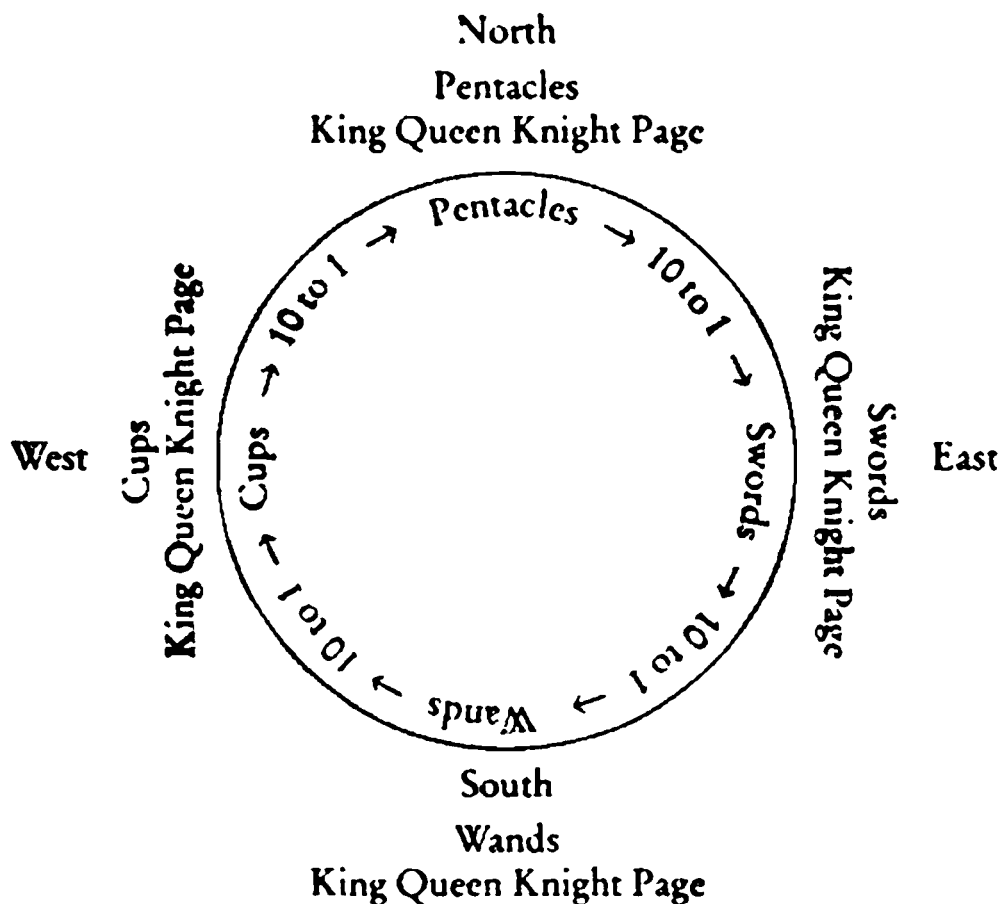 North
Pentacles
King Queen Knight Page
Pentacles
10 to 1
Swords
10 to 1
Wands
10 to 1
Cups
10 to 1
King Queen Knight Page
Swords
East
South
Wands
King Queen Knight Page
West
Cups
King Queen Knight Page